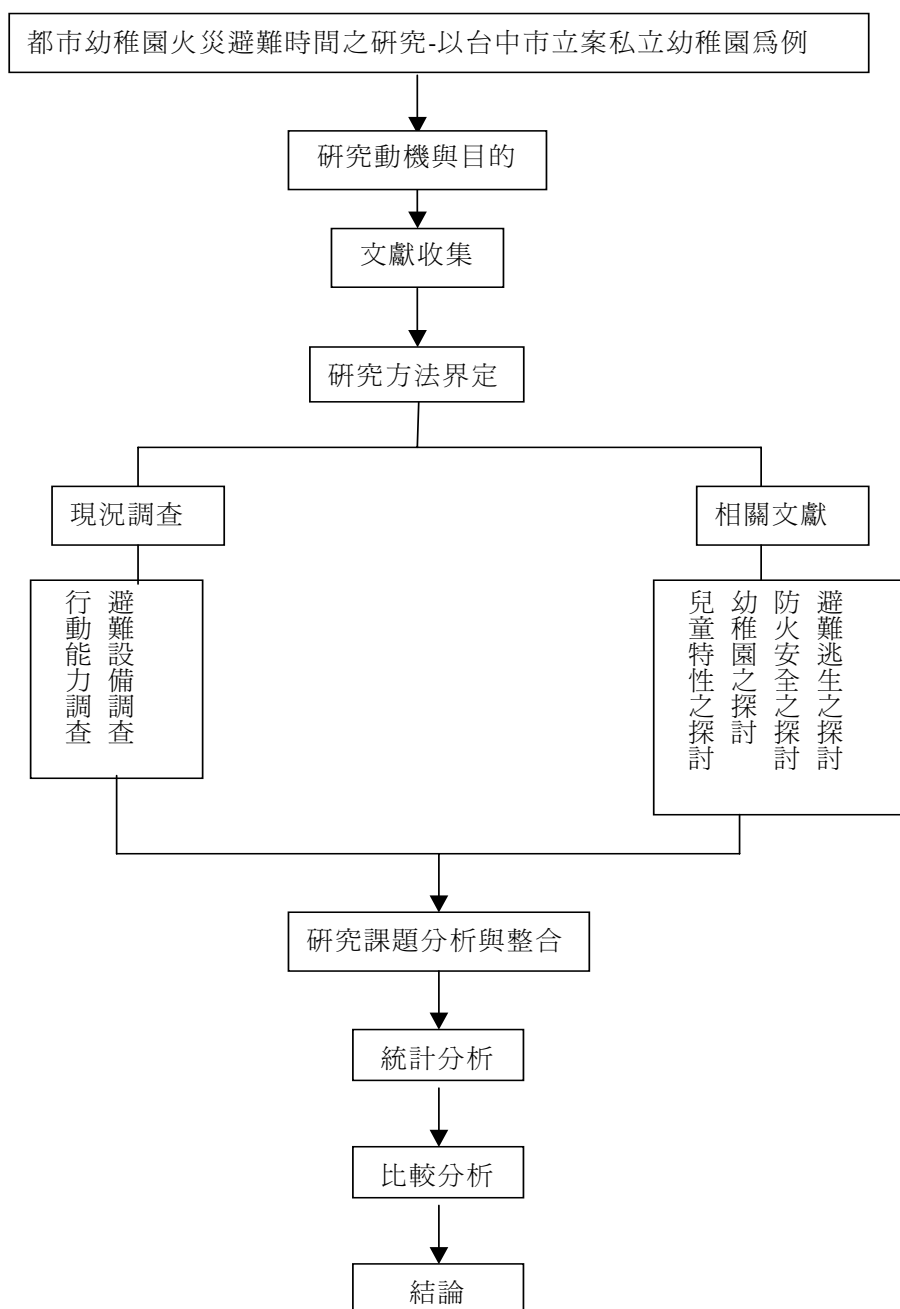 都市幼稚園火災避難時間之研究-以台中市立案私立幼稚園為例
研究動機與目的
文獻收集
研究方法界定
現況調查
相關文獻
避難設備調查
行動能力調查
避難逃生之探討
防火安全之探討
幼稚園之探討
兒童特性之探討
研究課題分析與整合
統計分析
比較分析
結論